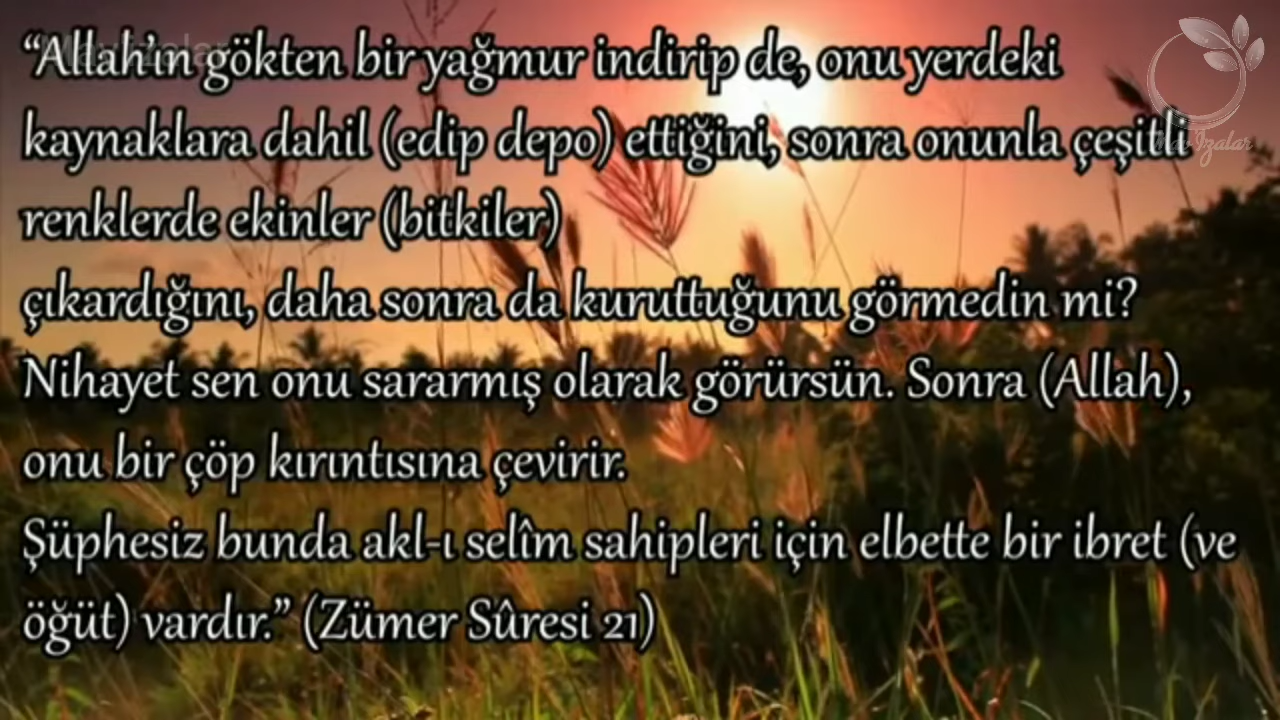 “Allah’ın gökten bir yağmur indirip de, onu yerdeki
kaynaklara dahil (edip depo) ettiğini, sonra onunla çeşitli
renklerde ekinler (bitkiler)
çıkardığını, daha sonra da kuruttuğunu görmedin mi?
Nihayet sen onu sararmış olarak görürsün. Sonra (Allah),
onu bir çöp kırıntısına çevirir.
Şüphesiz bunda akl-ı selîm sahipleri için elbette bir ibret (ve
öğüt) vardır.” (Zümer Sûresi 21)